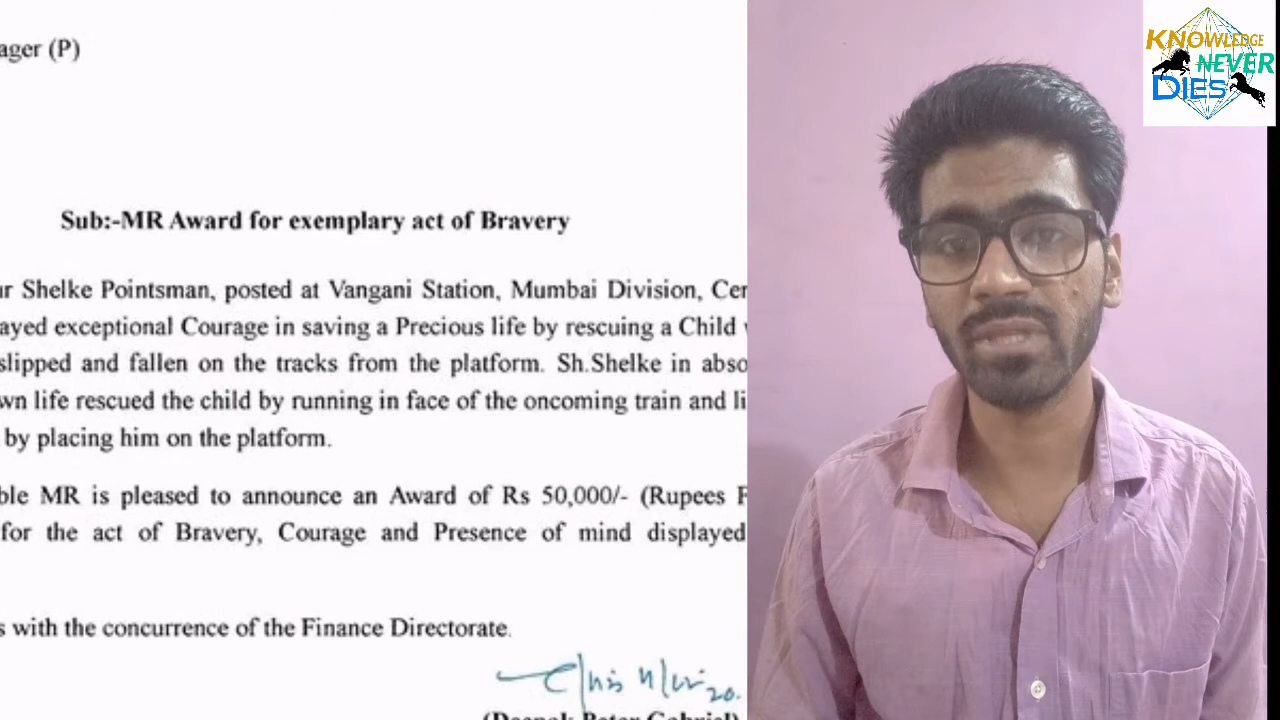 ager (P)
Sub:-MR Award for exemplary act of Bravery
ur Shelke Pointsman, posted at Vangani Station, Mumbai Division, Cen
ayed exceptional Courage in saving a Precious life by rescuing a Child
slipped and fallen on the tracks from the platform. Sh.Shelke in abso
wn life rescued the child by running in face of the oncoming train and li
by placing him on the platform.
ble MR is pleased to announce an Award of Rs 50,000/- (Rupees F
for the act of Bravery, Courage and Presence of mind displayed
s with the concurrence of the Finance Directorate.
(Deepak Peter Gabriel)
KNOWLEDGE
NEVER
DIES